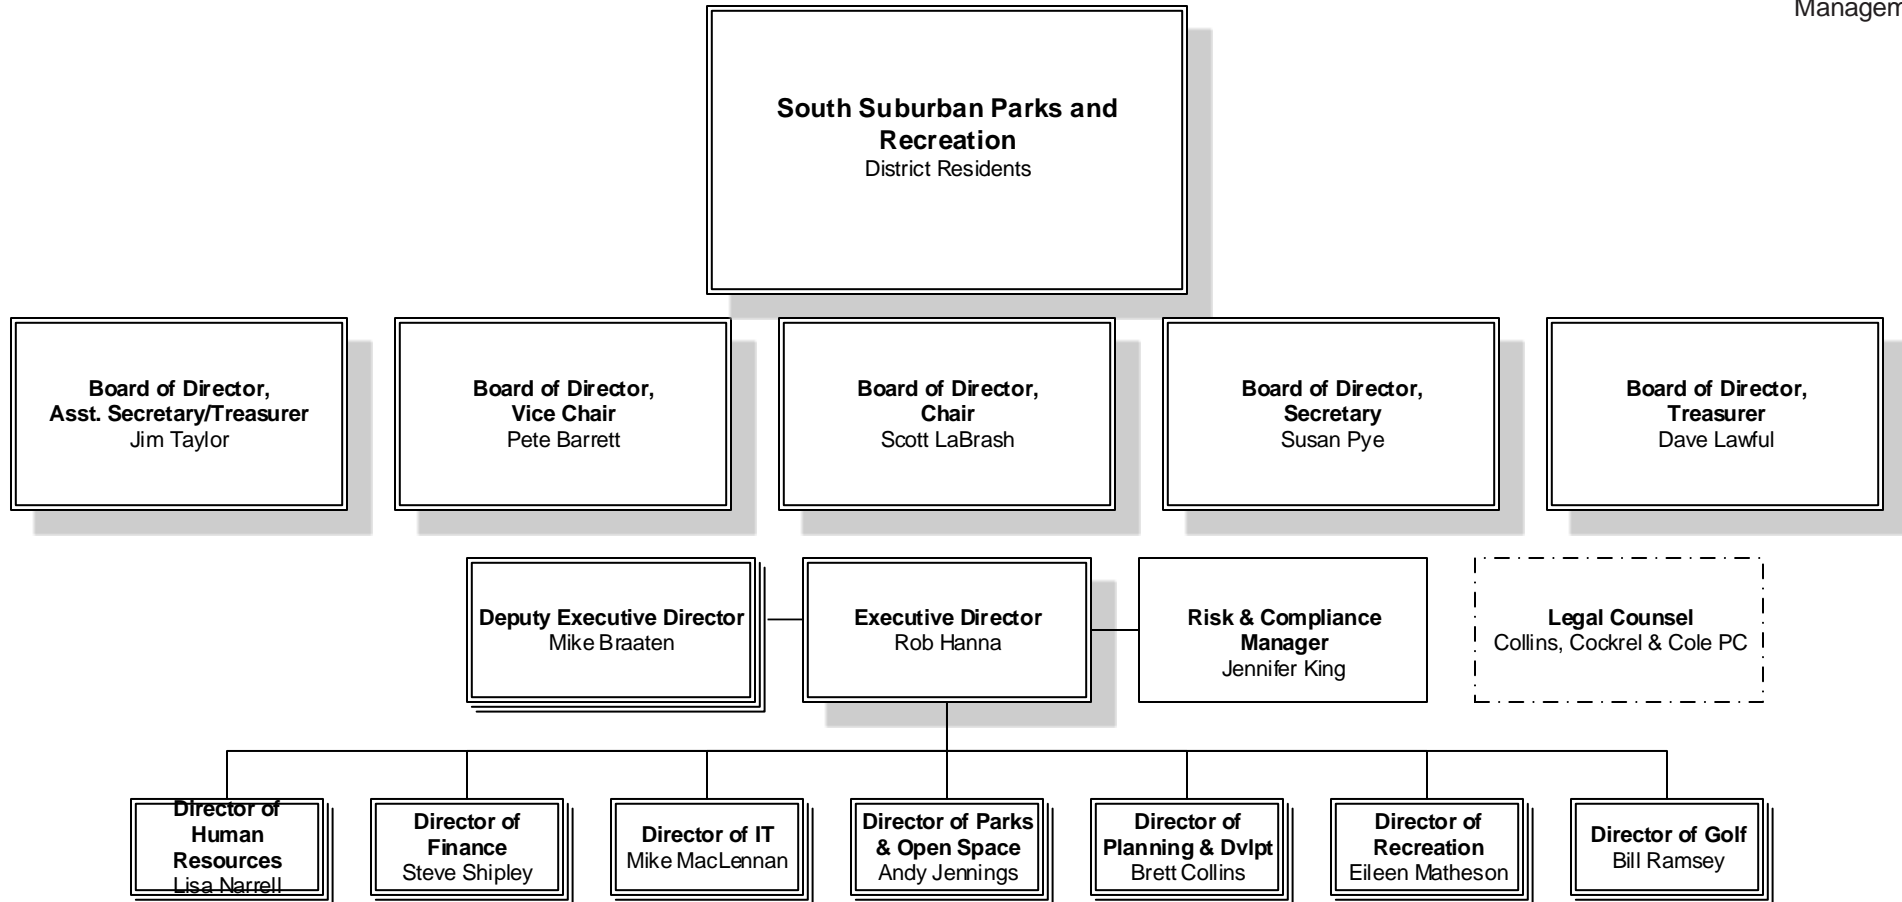 Managem
South Suburban Parks and
Recreation
District Residents
Board of Director,
Asst. Secretary/Treasurer
Jim Taylor
Board of Director,
Vice Chair
Pete Barrett
Board of Director,
Chair
Scott LaBrash
Board of Director,
Secretary
Susan Pye
Board of Director,
Treasurer
Dave Lawful
Deputy Executive Director
Mike Braaten
Executive Director
Rob Hanna
Risk & Compliance
Manager
Jennifer King
Legal Counsel
Collins, Cockrel & Cole PC
Director of
Human
Resources
Lisa Narrell
Director of
Finance
Steve Shipley
Director of IT
Mike MacLennan
Director of Parks
& Open Space
Andy Jennings
Director of
Planning & Dvlpt
Brett Collins
Director of
Recreation
Eileen Matheson
Director of Golf
Bill Ramsey